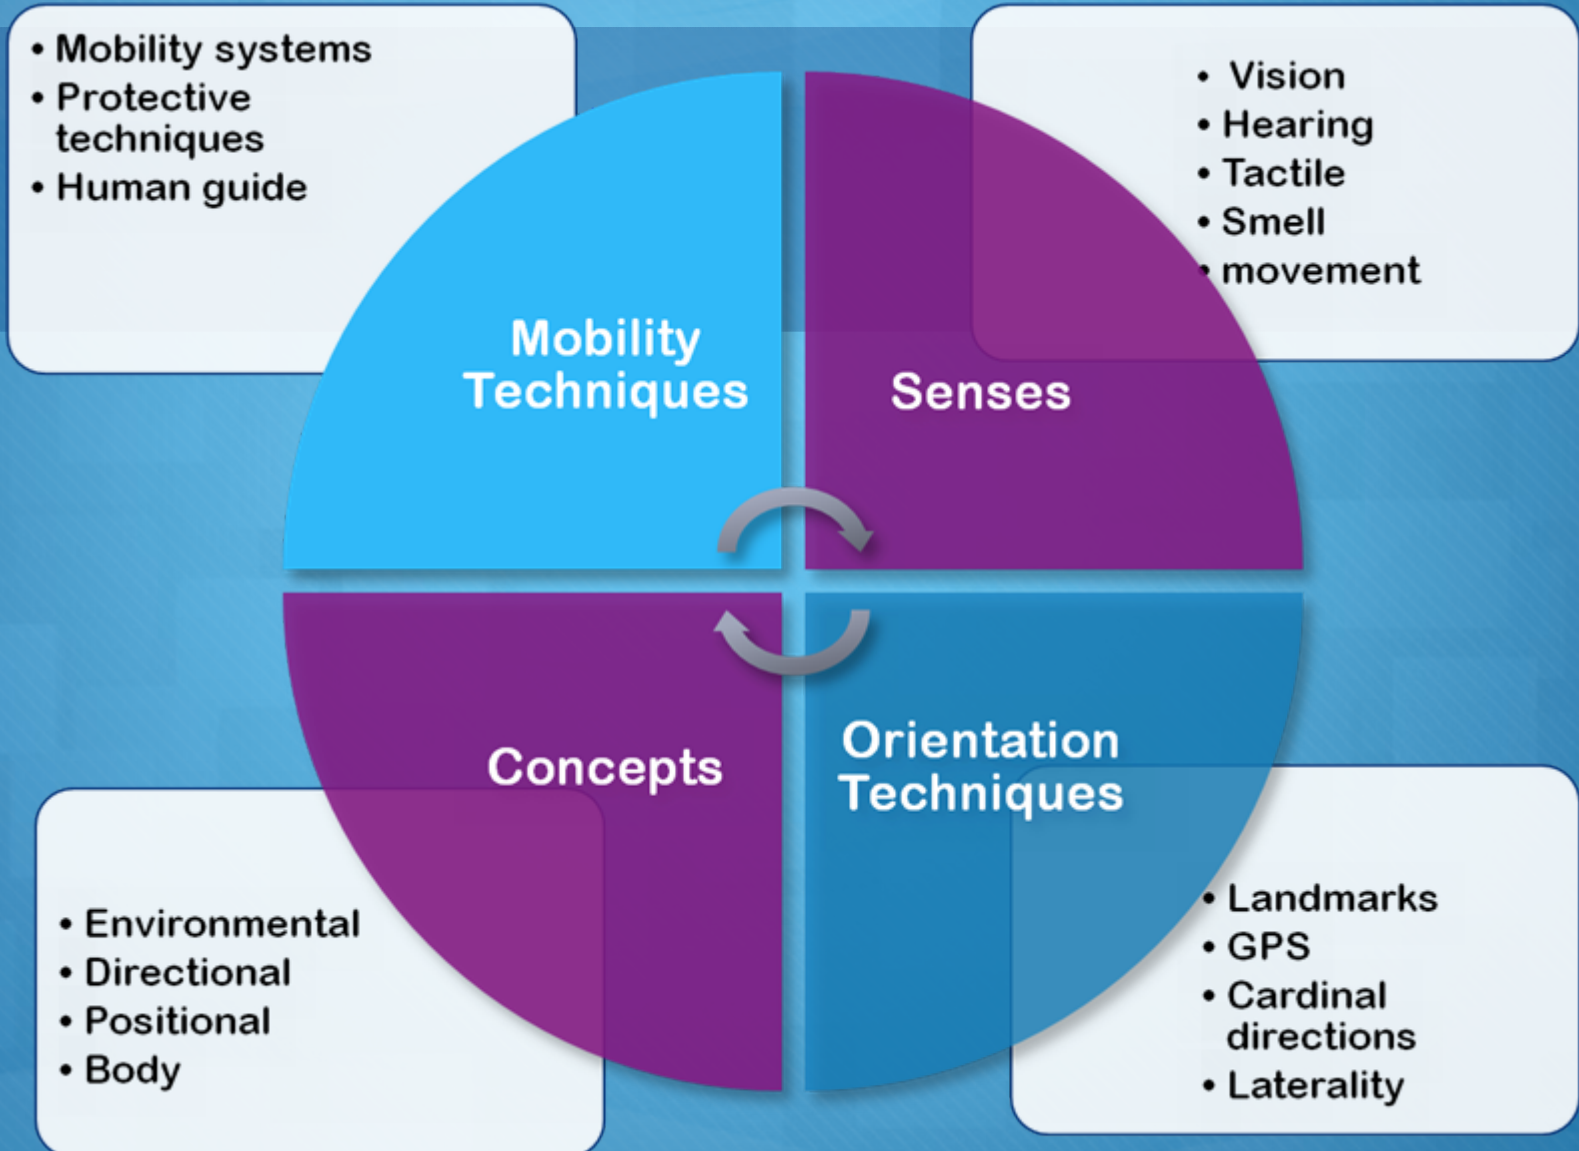 • Mobility systems
• Protective
techniques
• Human guide
• Vision
• Hearing
• Tactile
• Smell
• movement
Mobility
Techniques
Senses
Concepts
Orientation
Techniques
• Environmental
• Directional
• Positional
• Body
• Landmarks
• GPS
• Cardinal
directions
• Laterality